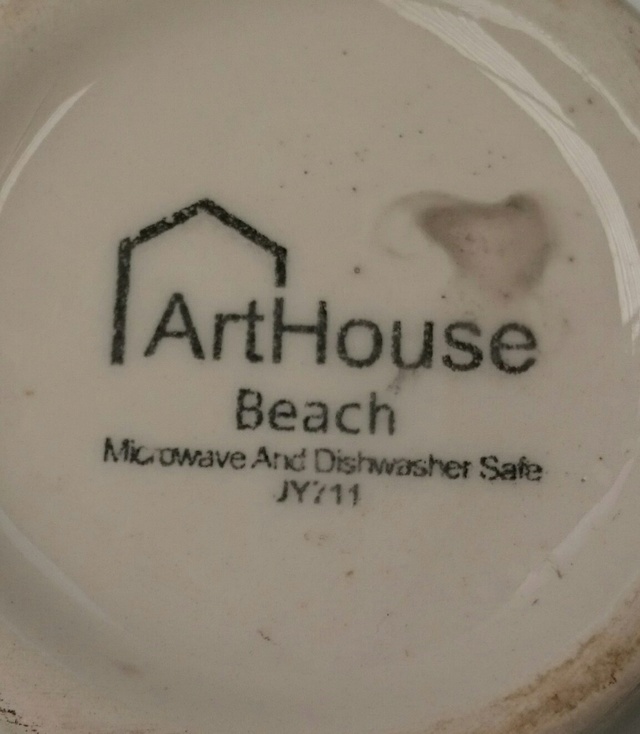 ArtHouse
Beach
Microwave And Dishwasher Safe
JY711